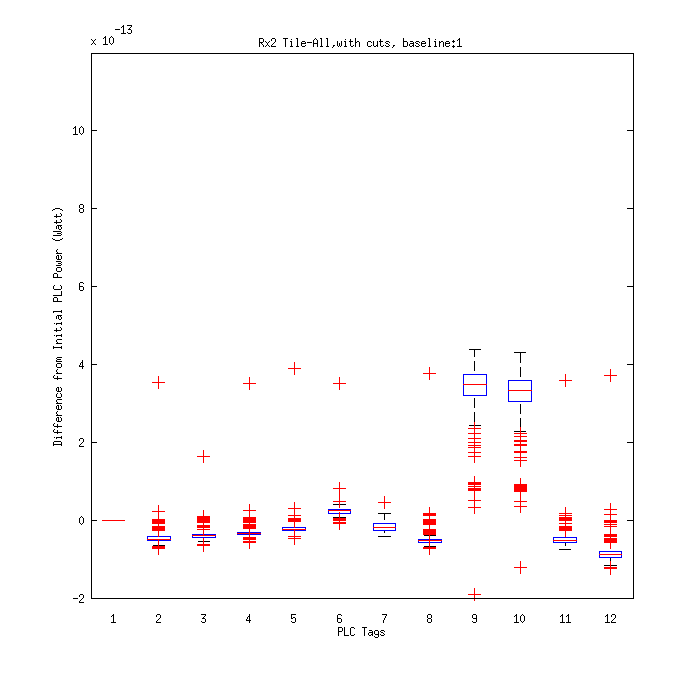 x 10^-13
Rx2 Tile-All,with cuts, baseline:1
10
8
6
4
2
0
-2
Difference from Initial PLC Power (Watt)
1 2 3 4 5 6 7 8 9 10 11 12
PLC Tags